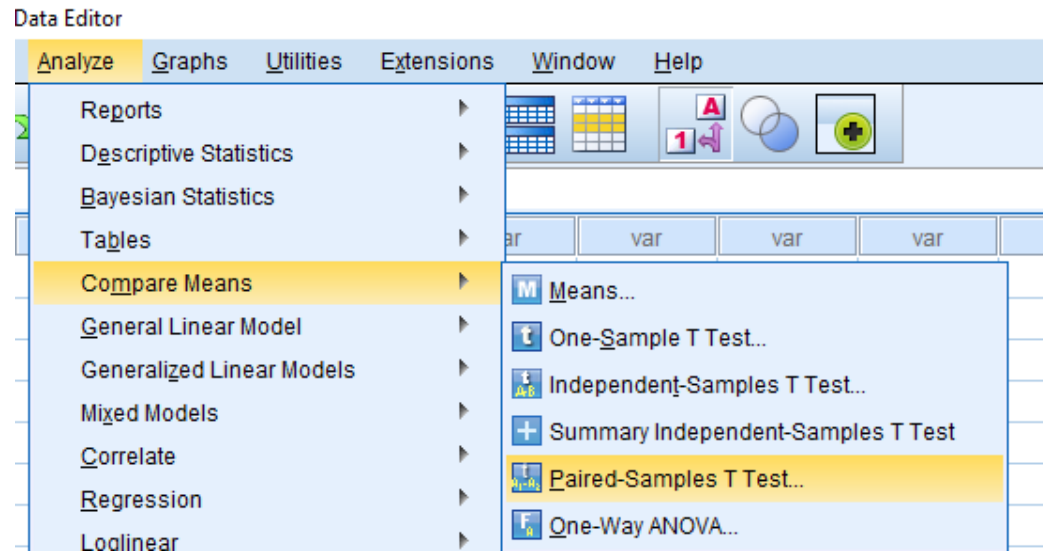 Data Editor
Analyze Graphs Utilities Extensions Window Help
A
1
Reports
Descriptive Statistics
Bayesian Statistics
Tables
var var var
Compare Means
Means...
General Linear Model
One-Sample T Test...
Generalized Linear Models
Independent-Samples T Test...
Mixed Models
Summary Independent-Samples T Test
Correlate
Paired-Samples T Test...
Regression
One-Way ANOVA...
Loglinear